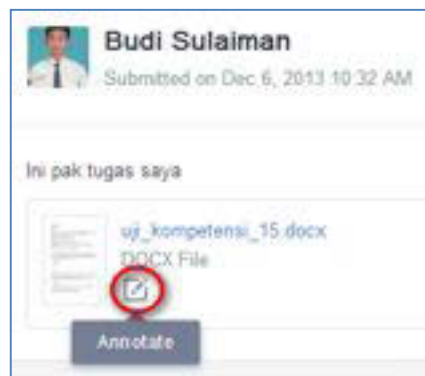 Budi Sulaiman
Submitted on Dec 6, 2013 10:32 AM
Ini pak tugas saya
uji_kompetensi_15.docx
DOCX File
Annotate